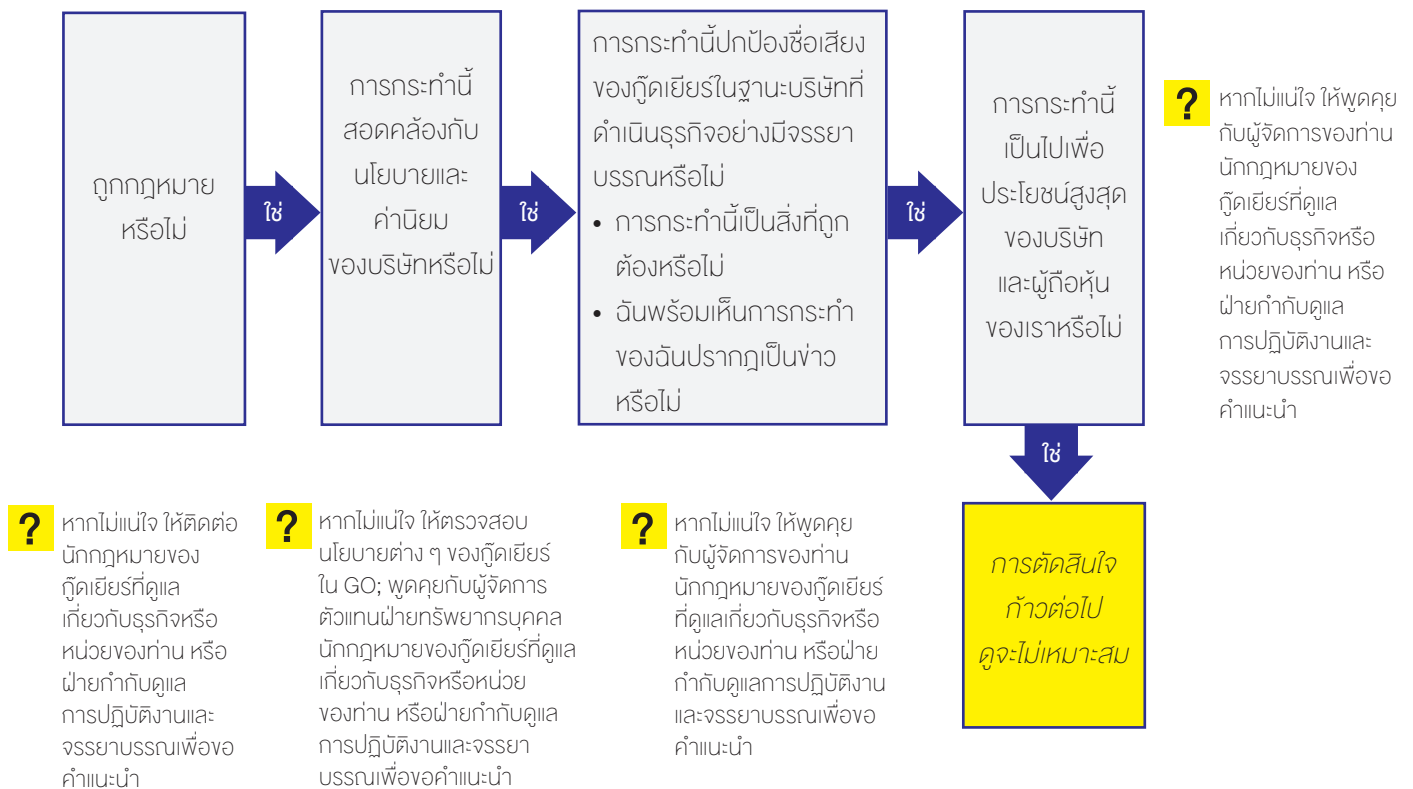 ถูกกฎหมาย
หรือไม่
ใช่
การกระทำนี้
สอดคล้องกับ
นโยบายและ
ค่านิยม
ของบริษัทหรือไม่
ใช่
การกระทำนี้ปกป้องชื่อเสียง
ของกู๊ดเยียร์ในฐานะบริษัทที่
ดำเนินธุรกิจอย่างมีจรรยา
บรรณหรือไม่
• การกระทำนี้เป็นสิ่งที่ถูก
ต้องหรือไม่
• ฉันพร้อมเห็นการกระทำ
ของฉันปรากฎเป็นข่าว
หรือไม่
ใช่
การกระทำนี้
เป็นไปเพื่อ
ประโยชน์สูงสุด
ของบริษัท
และผู้ถือหุ้น
ของเราหรือไม่
? หากไม่แน่ใจ ให้พูดคุย
กับผู้จัดการของท่าน
นักกฎหมายของ
กู๊ดเยียร์ที่ดูแล
เกี่ยวกับธุรกิจหรือ
หน่วยของท่าน หรือ
ฝ่ายกำกับดูแล
การปฏิบัติงานและ
จรรยาบรรณเพื่อขอ
คำแนะนำ
ใช่
? หากไม่แน่ใจ ให้ติดต่อ
นักกฎหมายของ
กู๊ดเยียร์ที่ดูแล
เกี่ยวกับธุรกิจหรือ
หน่วยของท่าน หรือ
ฝ่ายกำกับดูแล
การปฏิบัติงานและ
จรรยาบรรณเพื่อขอ
คำแนะนำ
? หากไม่แน่ใจ ให้ตรวจสอบ
นโยบายต่าง ๆ ของกู๊ดเยียร์
ใน GO; พูดคุยกับผู้จัดการ
ตัวแทนฝ่ายทรัพยากรบุคคล
นักกฎหมายของกู๊ดเยียร์ที่ดูแล
เกี่ยวกับธุรกิจหรือหน่วย
ของท่าน หรือฝ่ายกำกับดูแล
การปฏิบัติงานและจรรยา
บรรณเพื่อขอคำแนะนำ
? หากไม่แน่ใจ ให้พูดคุย
กับผู้จัดการของท่าน
นักกฎหมายของกู๊ดเยียร์
ที่ดูแลเกี่ยวกับธุรกิจหรือ
หน่วยของท่าน หรือฝ่าย
กำกับดูแลการปฏิบัติงาน
และจรรยาบรรณเพื่อขอ
คำแนะนำ
การตัดสินใจ
ก้าวต่อไป
ดูจะไม่เหมาะสม